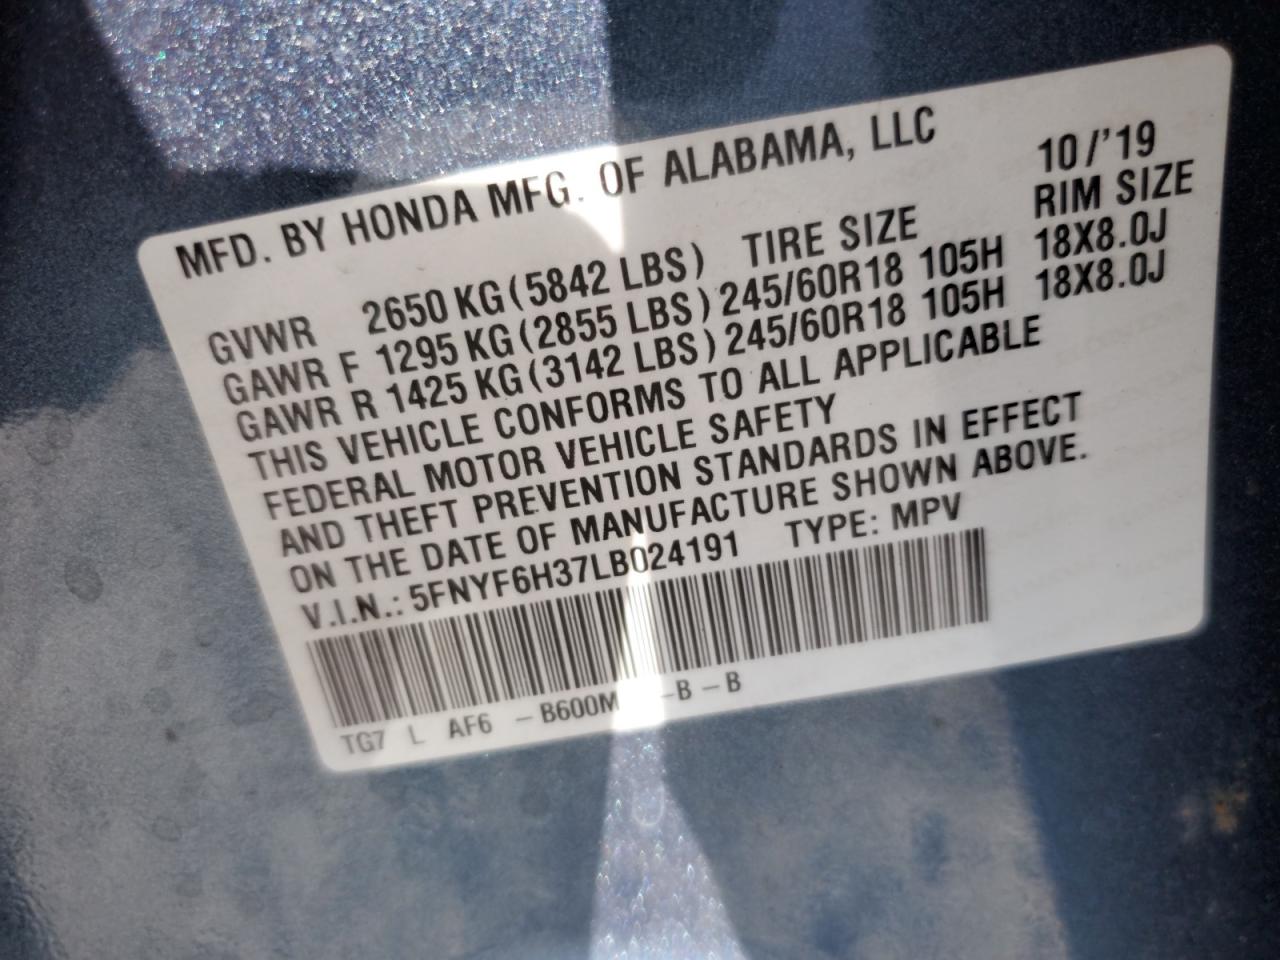 MFD. BY HONDA MFG. OF ALABAMA, LLC 10/'19
GVWR 2650 KG (5842 LBS) TIRE SIZE RIM SIZE
GAWR F 1295 KG (2855 LBS) 245/60R18 105H 18X8.0J
GAWR R 1425 KG (3142 LBS) 245/60R18 105H 18X8.0J
THIS VEHICLE CONFORMS TO ALL APPLICABLE
FEDERAL MOTOR VEHICLE SAFETY
AND THEFT PREVENTION STANDARDS IN EFFECT
ON THE DATE OF MANUFACTURE SHOWN ABOVE.
V.I.N.: 5FNYF6H37LB024191 TYPE: MPV
TG7 L AF6 - B600M -B - B